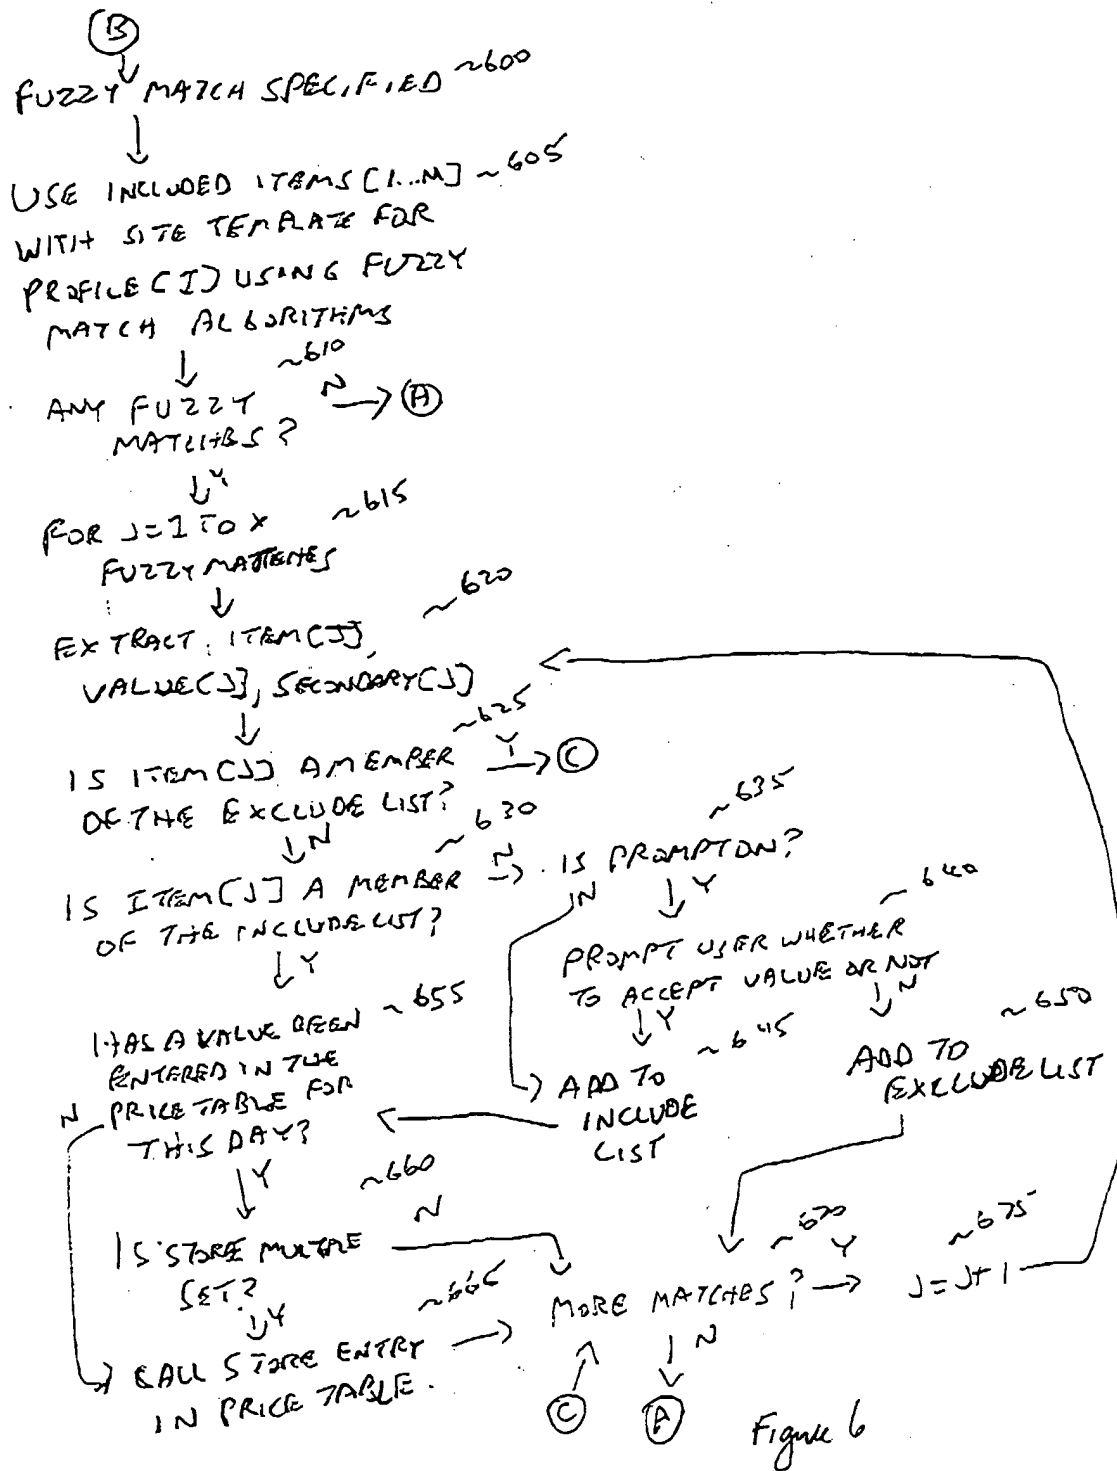 B
FUZZY MATCH SPECIFIED ~600
USE INCLUDED ITEMS [1...M] ~605
WITH SITE TEMPLATE FOR
PROFILE [I] USING FUZZY
MATCH ALGORITHMS
~610
ANY FUZZY N A
MATCHES?
Y
FOR J=1 TO X ~615
FUZZY MATCHES
EXTRACT ITEM[J], ~620
VALUE[J], SECONDARY[J]
~625
IS ITEM[J] A MEMBER Y C
OF THE EXCLUDE LIST?
N ~630
IS ITEM[J] A MEMBER N
OF THE INCLUDE LIST?
Y
~635
IS PROMPT ON?
N Y
~640
PROMPT USER WHETHER
TO ACCEPT VALUE OR NOT
Y N
~645
ADD TO
INCLUDE
LIST
~650
ADD TO
EXCLUDE LIST
HAS A VALUE BEEN ~655
ENTERED IN THE
N PRICE TABLE FOR
THIS DAY?
Y
~660
IS STORE MULTIPLE N
SET?
Y ~665
CALL STORE ENTRY
IN PRICE TABLE.
~670
MORE MATCHES? Y
N
~675
J=J+1
C A
Figure 6